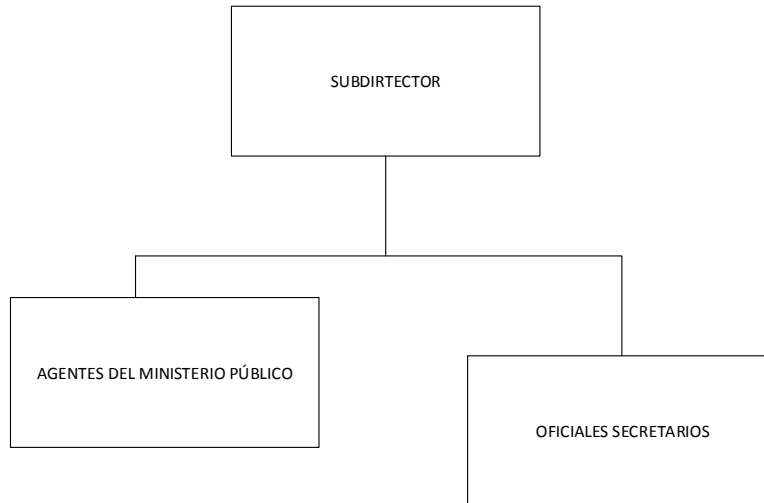 SUBDIRTECTOR
AGENTES DEL MINISTERIO PÚBLICO
OFICIALES SECRETARIOS